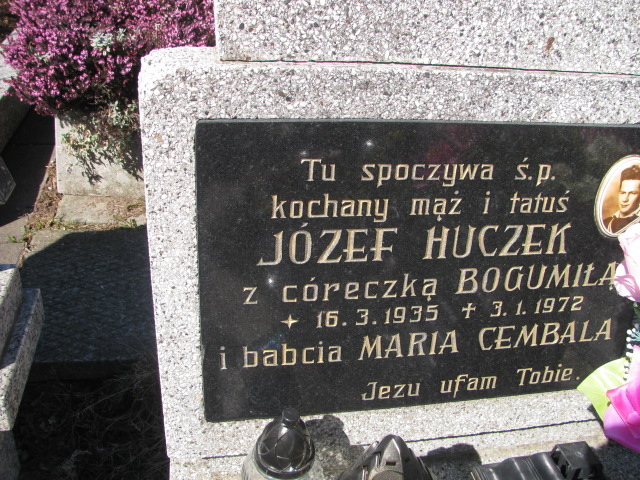 Tu spoczywa ś.p.
kochany mąż i tatuś
JÓZEF HUCZEK
z córeczką BOGUMIŁĄ
16.3.1935 ✝ 3.1.1972
i babcia MARIA CEMBALA
Jezu ufam Tobie.